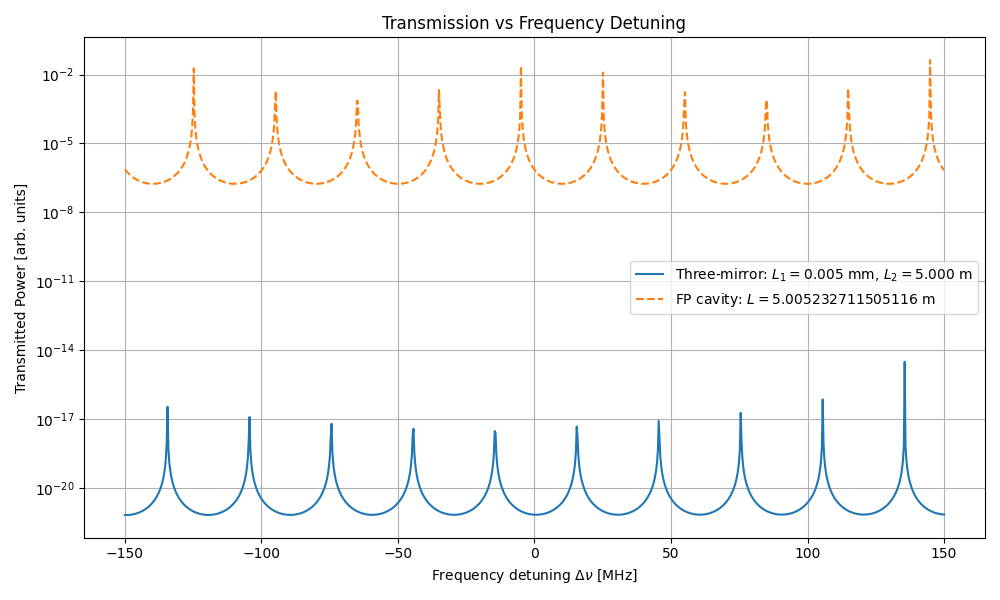 Transmission vs Frequency Detuning
Transmitted Power [arb. units]
10⁻²
10⁻⁵
10⁻⁸
10⁻¹¹
10⁻¹⁴
10⁻¹⁷
10⁻²⁰
Three-mirror: L₁ = 0.005 mm, L₂ = 5.000 m
FP cavity: L = 5.005232711505116 m
−150 −100 −50 0 50 100 150
Frequency detuning Δν [MHz]